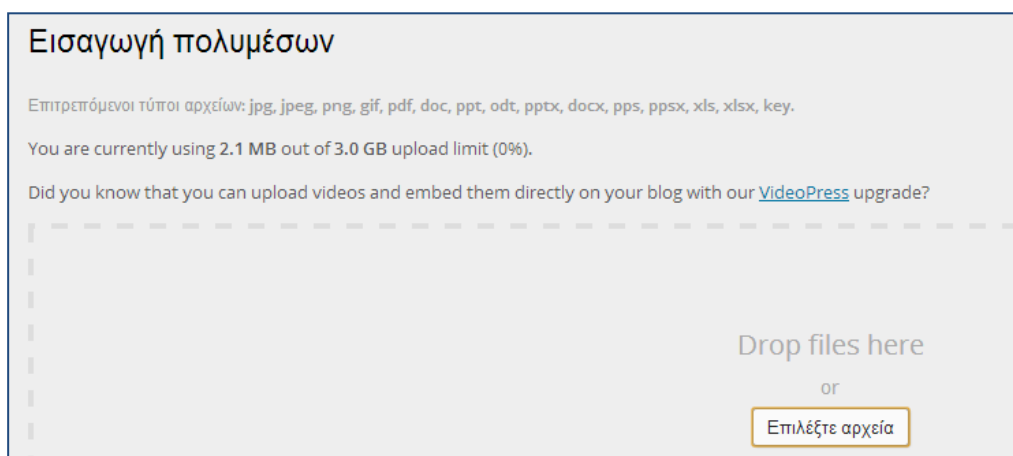 Εισαγωγή πολυμέσων
Επιτρεπόμενοι τύποι αρχείων: jpg, jpeg, png, gif, pdf, doc, ppt, odt, pptx, docx, pps, ppsx, xls, xlsx, key.
You are currently using 2.1 MB out of 3.0 GB upload limit (0%).
Did you know that you can upload videos and embed them directly on your blog with our VideoPress upgrade?
Drop files here
or
Επιλέξτε αρχεία